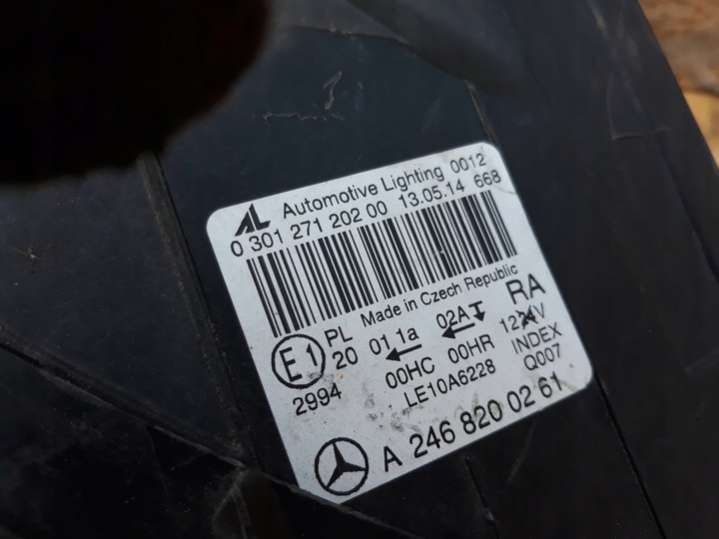 AL Automotive Lighting 0012
0 301 271 202 00 13.05.14 668
Made in Czech Republic
E1 PL 20 01 1a 02A RA
2994 00HC 00HR 1224V
LE10A6228 INDEX
Q007
A 246 820 02 61